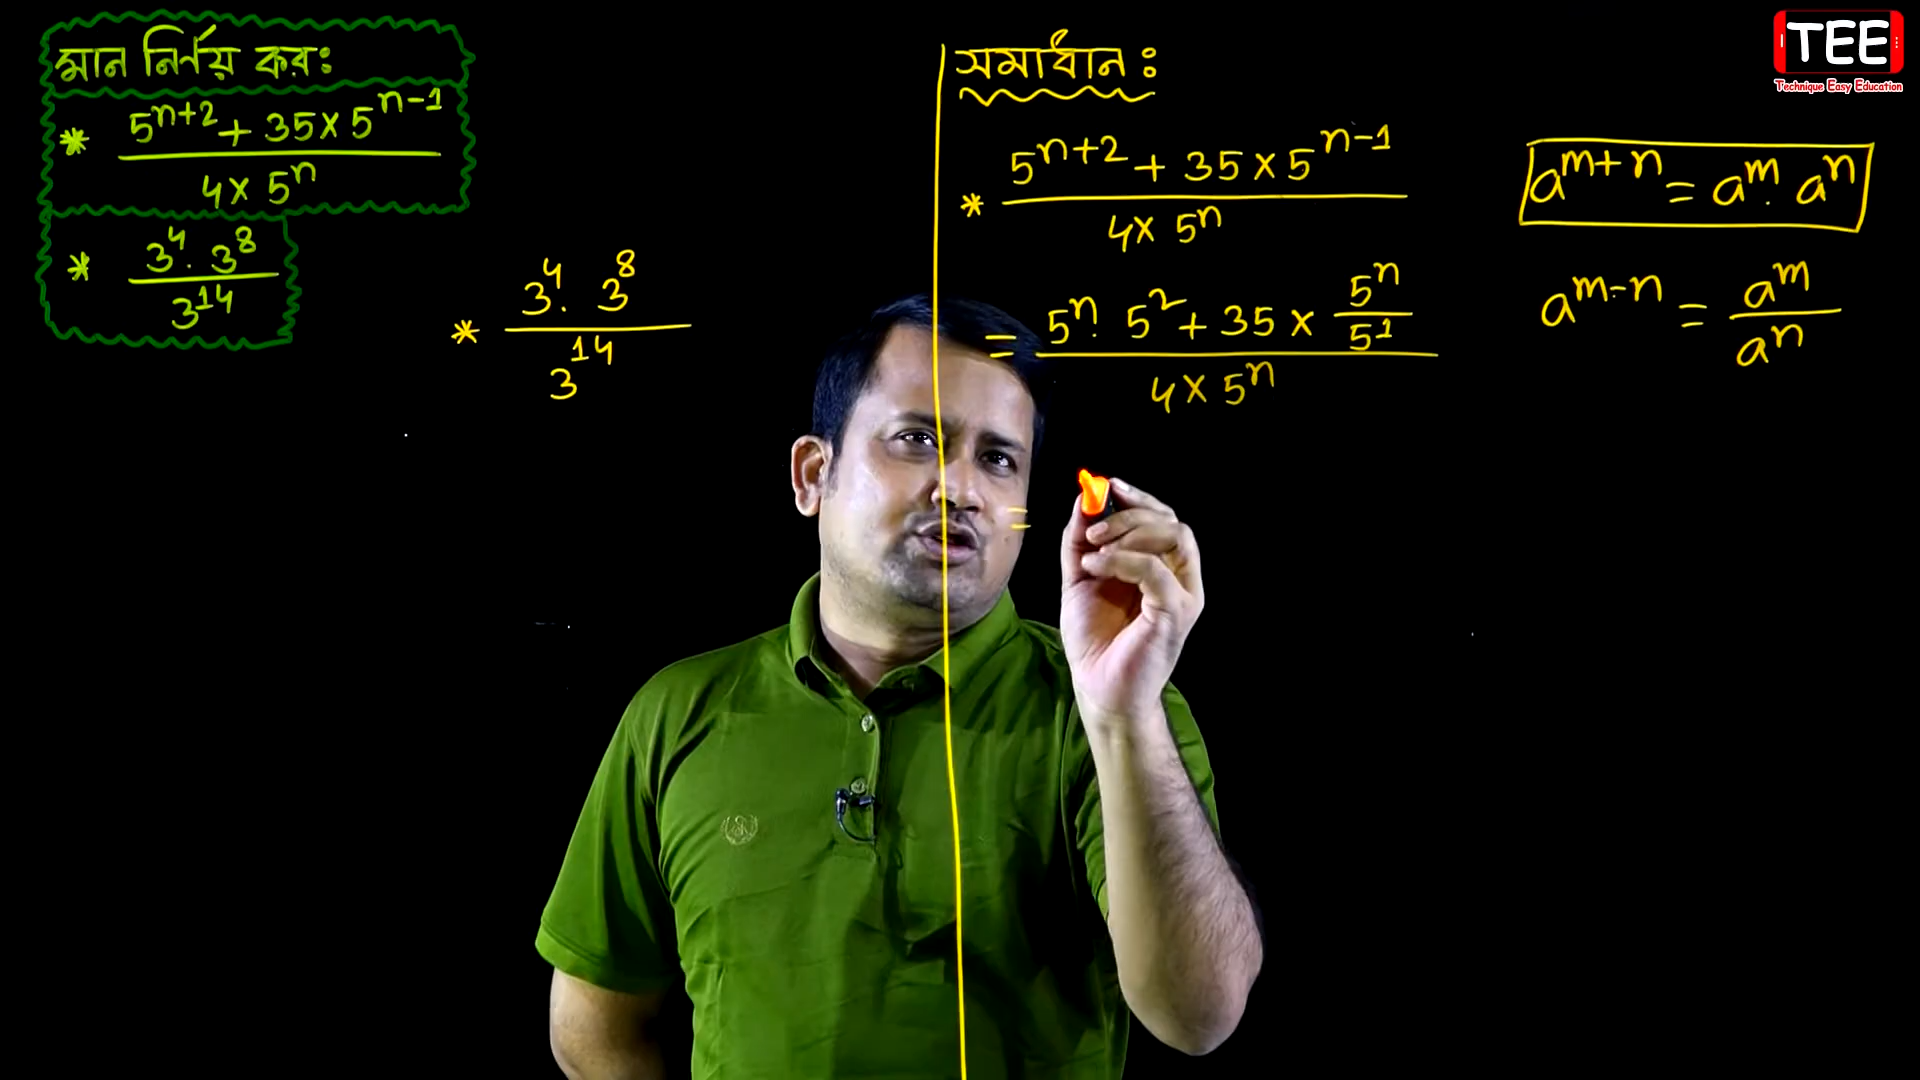 মান নির্ণয় কর:
* (5^{n+2} + 35 × 5^{n-1}) / (4 × 5^n)
* (3^4 · 3^8) / 3^{14}
* (3^4 · 3^8) / 3^{14}
সমাধান:
* (5^{n+2} + 35 × 5^{n-1}) / (4 × 5^n)
= (5^n · 5^2 + 35 × 5^n / 5^1) / (4 × 5^n)
=
a^{m+n} = a^m · a^n
a^{m-n} = a^m / a^n
TEE
Technique Easy Education